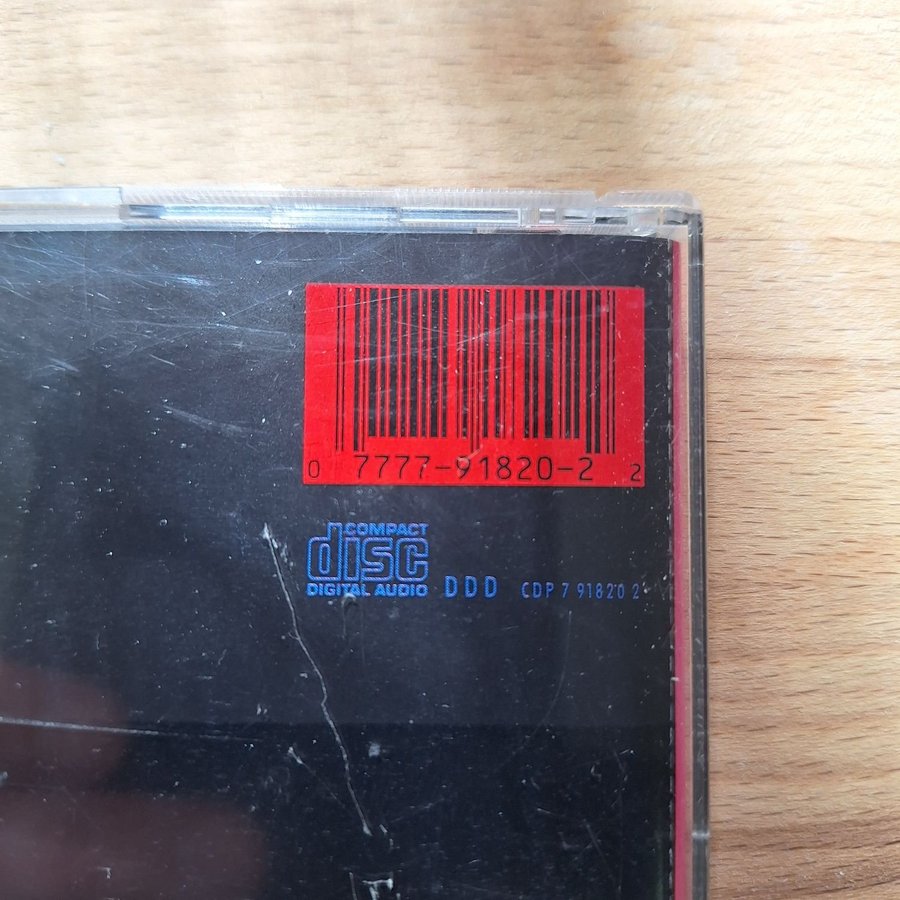 0 7777-91820-2 2
COMPACT
disc
DIGITAL AUDIO DDD CDP 7 91820 2